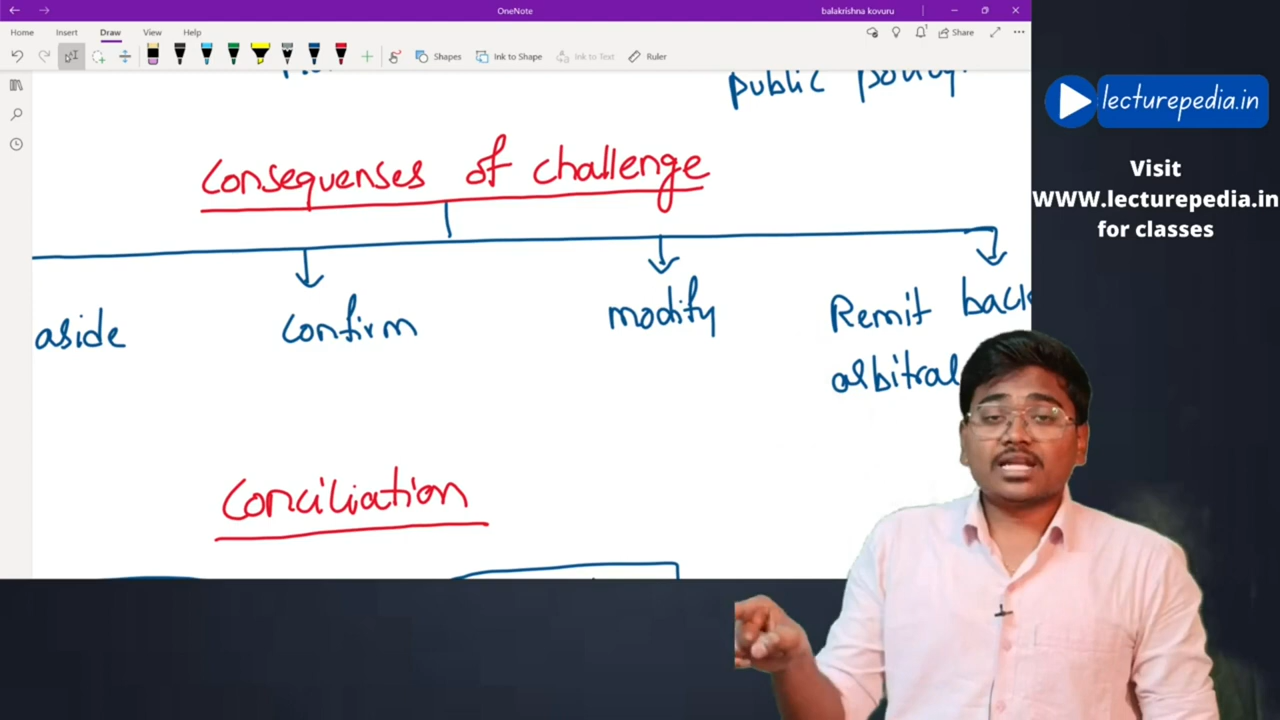 OneNote
balakrishna kovuru
Home Insert Draw View Help
Share
Shapes Ink to Shape Ink to Text Ruler
public policy.
Consequenses of challenge
aside confirm modify Remit back
arbitral
Conciliation
lecturepedia.in
Visit
WWW.lecturepedia.in
for classes